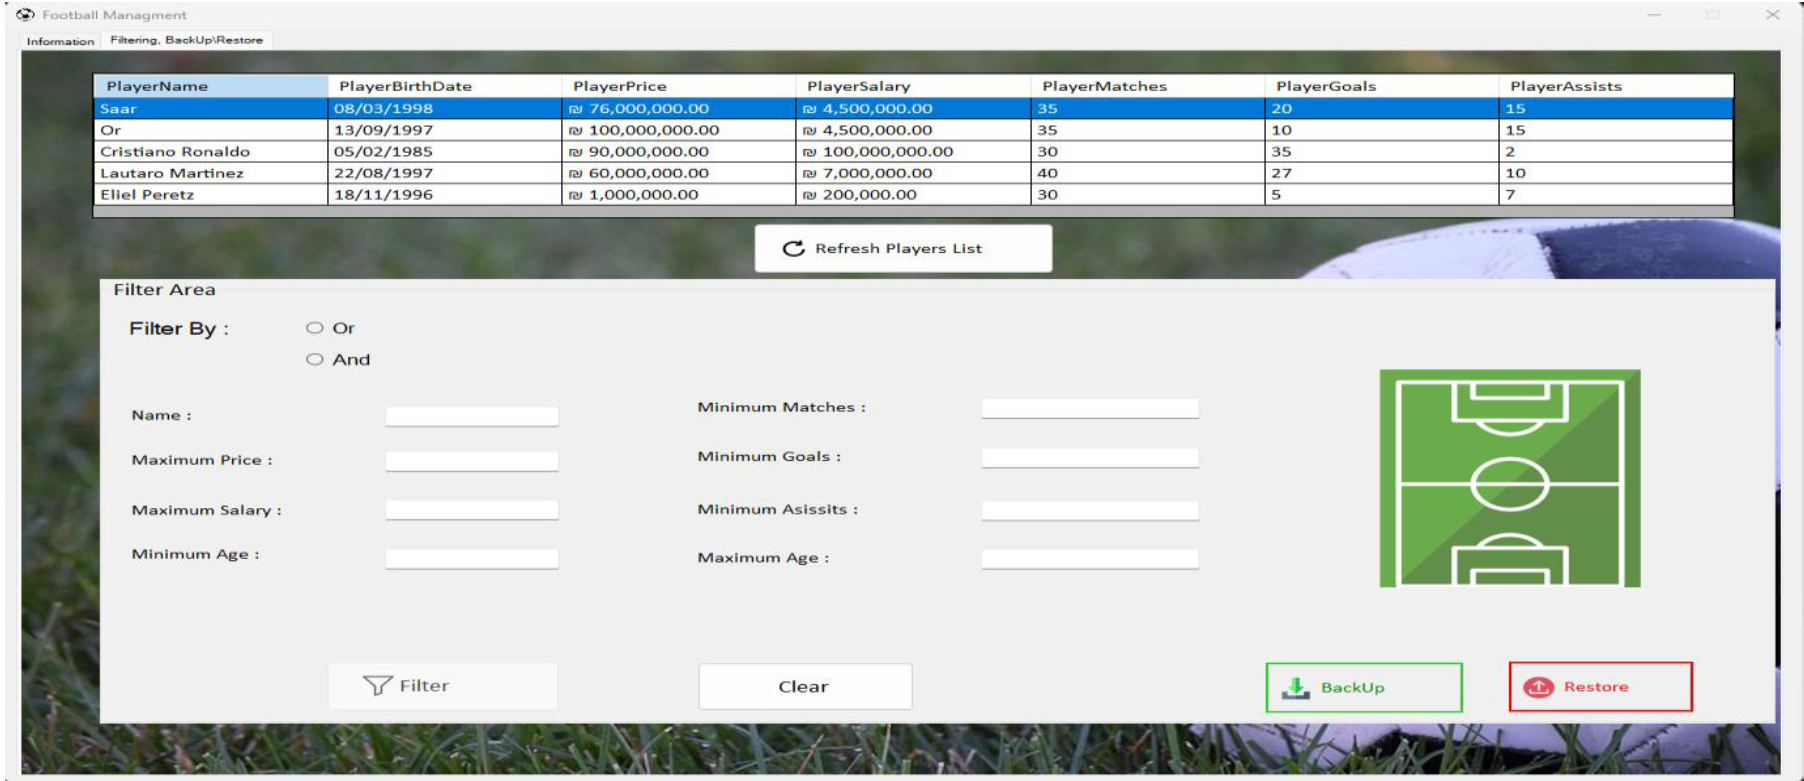 Football Managment
Information Filtering, BackUp\Restore
PlayerName PlayerBirthDate PlayerPrice PlayerSalary PlayerMatches PlayerGoals PlayerAssists
Saar 08/03/1998 ₪ 76,000,000.00 ₪ 4,500,000.00 35 20 15
Or 13/09/1997 ₪ 100,000,000.00 ₪ 4,500,000.00 35 10 15
Cristiano Ronaldo 05/02/1985 ₪ 90,000,000.00 ₪ 100,000,000.00 30 35 2
Lautaro Martinez 22/08/1997 ₪ 60,000,000.00 ₪ 7,000,000.00 40 27 10
Eliel Peretz 18/11/1996 ₪ 1,000,000.00 ₪ 200,000.00 30 5 7
Refresh Players List
Filter Area
Filter By : Or
And
Name : Minimum Matches :
Maximum Price : Minimum Goals :
Maximum Salary : Minimum Asissits :
Minimum Age : Maximum Age :
Filter Clear BackUp Restore